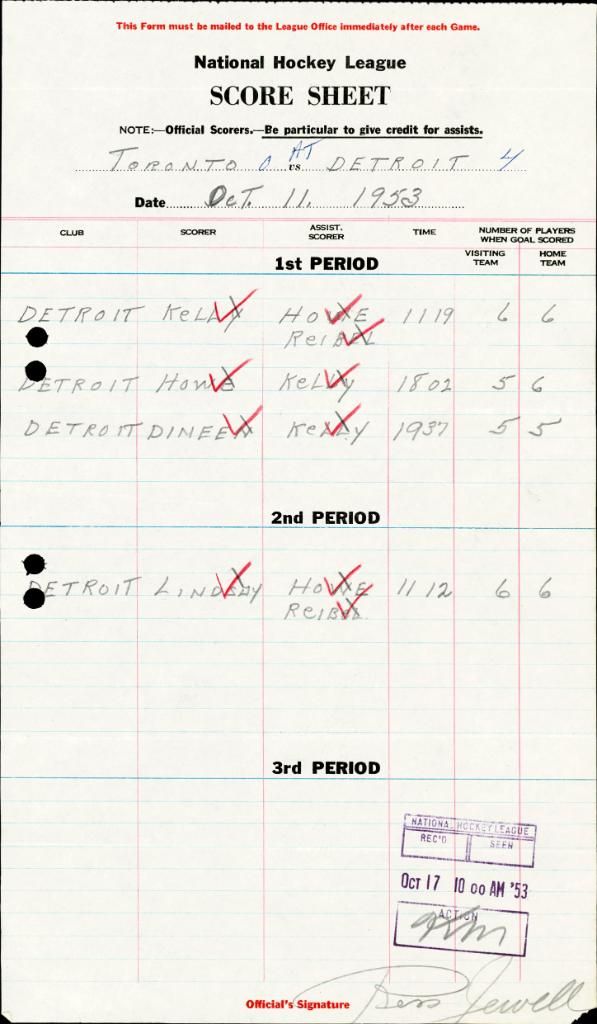 This Form must be mailed to the League Office immediately after each Game.
National Hockey League
SCORE SHEET
NOTE:—Official Scorers.—Be particular to give credit for assists.
TORONTO 0 AT vs DETROIT 4
Date OCT. 11. 1953
CLUB SCORER ASSIST. SCORER TIME NUMBER OF PLAYERS WHEN GOAL SCORED
VISITING TEAM HOME TEAM
1st PERIOD
DETROIT KELLY HOWE 1119 6 6
REIBEL
DETROIT HOWE KELLY 1802 5 6
DETROIT DINEEN KELLY 1937 5 5
2nd PERIOD
DETROIT LINDSAY HOWE 1112 6 6
REIBEL
3rd PERIOD
NATIONAL HOCKEY LEAGUE
REC'D SEEN
OCT 17 10 00 AM '53
ACTION
Official's Signature Jewell